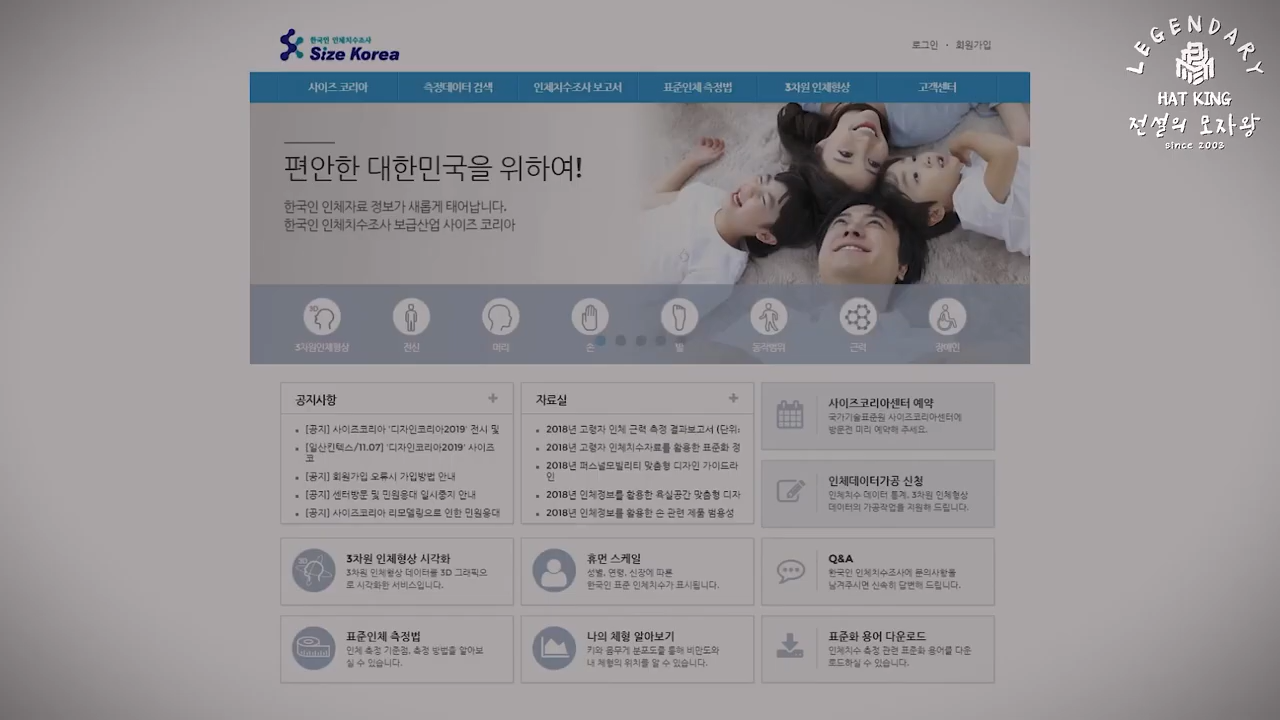 한국인 인체치수조사
Size Korea
로그인 · 회원가입
LEGENDARY
HAT KING
전설의 모자왕
since 2003
사이즈 코리아
측정데이터 검색
인체치수조사 보고서
표준인체 측정법
3차원 인체형상
고객센터
편안한 대한민국을 위하여!
한국인 인체자료 정보가 새롭게 태어납니다.
한국인 인체치수조사 보급산업 사이즈 코리아
3차원인체형상
전신
머리
손
발
동작범위
근력
장애인
공지사항
[공지] 사이즈코리아 '디자인코리아2019' 전시 및
[일산킨텍스/11.07] '디자인코리아2019' 사이즈
코
[공지] 회원가입 오류시 가입방법 안내
[공지] 센터방문 및 민원응대 일시중지 안내
[공지] 사이즈코리아 리모델링으로 인한 민원응대
자료실
2018년 고령자 인체 근력 측정 결과보고서 (단위:
2018년 고령자 인체치수자료를 활용한 표준화 정
2018년 퍼스널모빌리티 맞춤형 디자인 가이드라
인
2018년 인체정보를 활용한 욕실공간 맞춤형 디자
2018년 인체정보를 활용한 손 관련 제품 범용성
사이즈코리아센터 예약
국가기술표준원 사이즈코리아센터에
방문전 미리 예약해 주세요.
인체데이터가공 신청
인체치수 데이터 통계, 3차원 인체형상
데이터의 가공작업을 지원해 드립니다.
3D
3차원 인체형상 시각화
3차원 인체형상 데이터를 3D 그래픽으
로 시각화한 서비스입니다.
휴먼 스케일
성별, 연령, 신장에 따른
한국인 표준 인체치수가 표시됩니다.
Q&A
한국인 인체치수조사에 문의사항을
남겨주시면 신속히 답변해 드립니다.
표준인체 측정법
인체 측정 기준점, 측정 방법을 알아보
실 수 있습니다.
나의 체형 알아보기
키와 몸무게 분포도를 통해 비만도와
내 체형의 위치를 알 수 있습니다.
표준화 용어 다운로드
인체치수 측정 관련 표준화 용어를 다운
로드하실 수 있습니다.